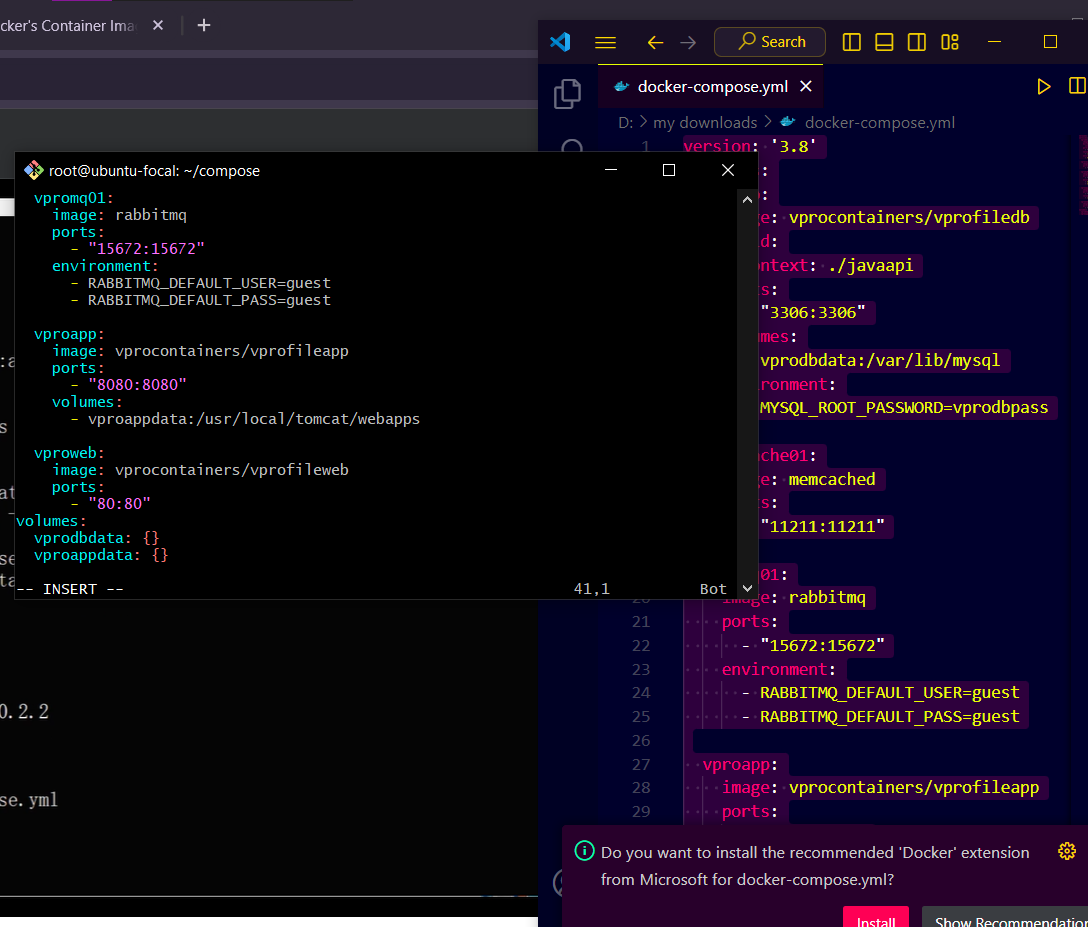 cker's Container Ima
Search
docker-compose.yml
D: > my downloads > docker-compose.yml
root@ubuntu-focal: ~/compose
vpromq01:
image: rabbitmq
ports:
- "15672:15672"
environment:
- RABBITMQ_DEFAULT_USER=guest
- RABBITMQ_DEFAULT_PASS=guest
vproapp:
image: vprocontainers/vprofileapp
ports:
- "8080:8080"
volumes:
- vproappdata:/usr/local/tomcat/webapps
vproweb:
image: vprocontainers/vprofileweb
ports:
- "80:80"
volumes:
vprodbdata: {}
vproappdata: {}
-- INSERT --    41,1    Bot
1 version: '3.8'
:
:
e: vprocontainers/vprofiledb
d:
ntext: ./javaapi
s:
"3306:3306"
mes:
vprodbdata:/var/lib/mysql
ronment:
MYSQL_ROOT_PASSWORD=vprodbpass
che01:
e: memcached
s:
"11211:11211"
01:
20 image: rabbitmq
21 ports:
22 - "15672:15672"
23 environment:
24 - RABBITMQ_DEFAULT_USER=guest
25 - RABBITMQ_DEFAULT_PASS=guest
26
27 vproapp:
28 image: vprocontainers/vprofileapp
29 ports:
:a
s
at
se
ta
0.2.2
se.yml
Do you want to install the recommended 'Docker' extension
from Microsoft for docker-compose.yml?
Install
Show Recommendation